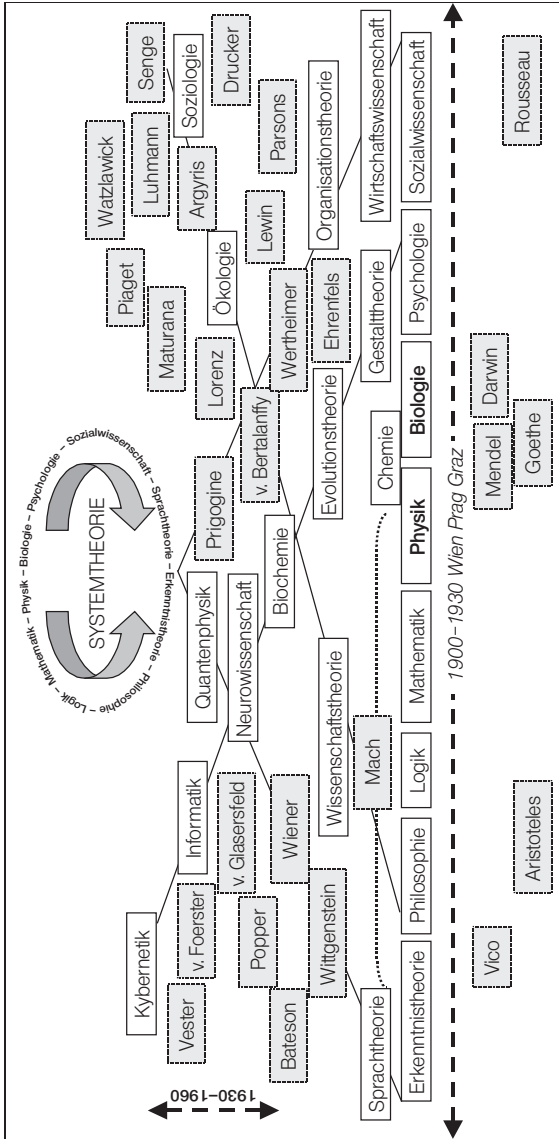 Mathematik – Physik – Biologie – Psychologie – Sozialwissenschaft – Sprachtheorie – Erkenntnistheorie – Philosophie – Logik –
SYSTEMTHEORIE
Watzlawick
Senge
Piaget
Luhmann
Soziologie
Drucker
Maturana
Argyris
Kybernetik
Informatik
Quantenphysik
Prigogine
Lorenz
Ökologie
Parsons
Vester
v. Foerster
v. Glasersfeld
Neurowissenschaft
v. Bertalanffy
Lewin
1930–1960
Popper
Wiener
Biochemie
Wertheimer
Organisationstheorie
Bateson
Wittgenstein
Wissenschaftstheorie
Evolutionstheorie
Ehrenfels
Mach
Gestalttheorie
Wirtschaftswissenschaft
Sprachtheorie
Chemie
Erkenntnistheorie
Philosophie
Logik
Mathematik
Physik
Biologie
Psychologie
Sozialwissenschaft
1900–1930 Wien Prag Graz
Vico
Aristoteles
Mendel
Darwin
Goethe
Rousseau